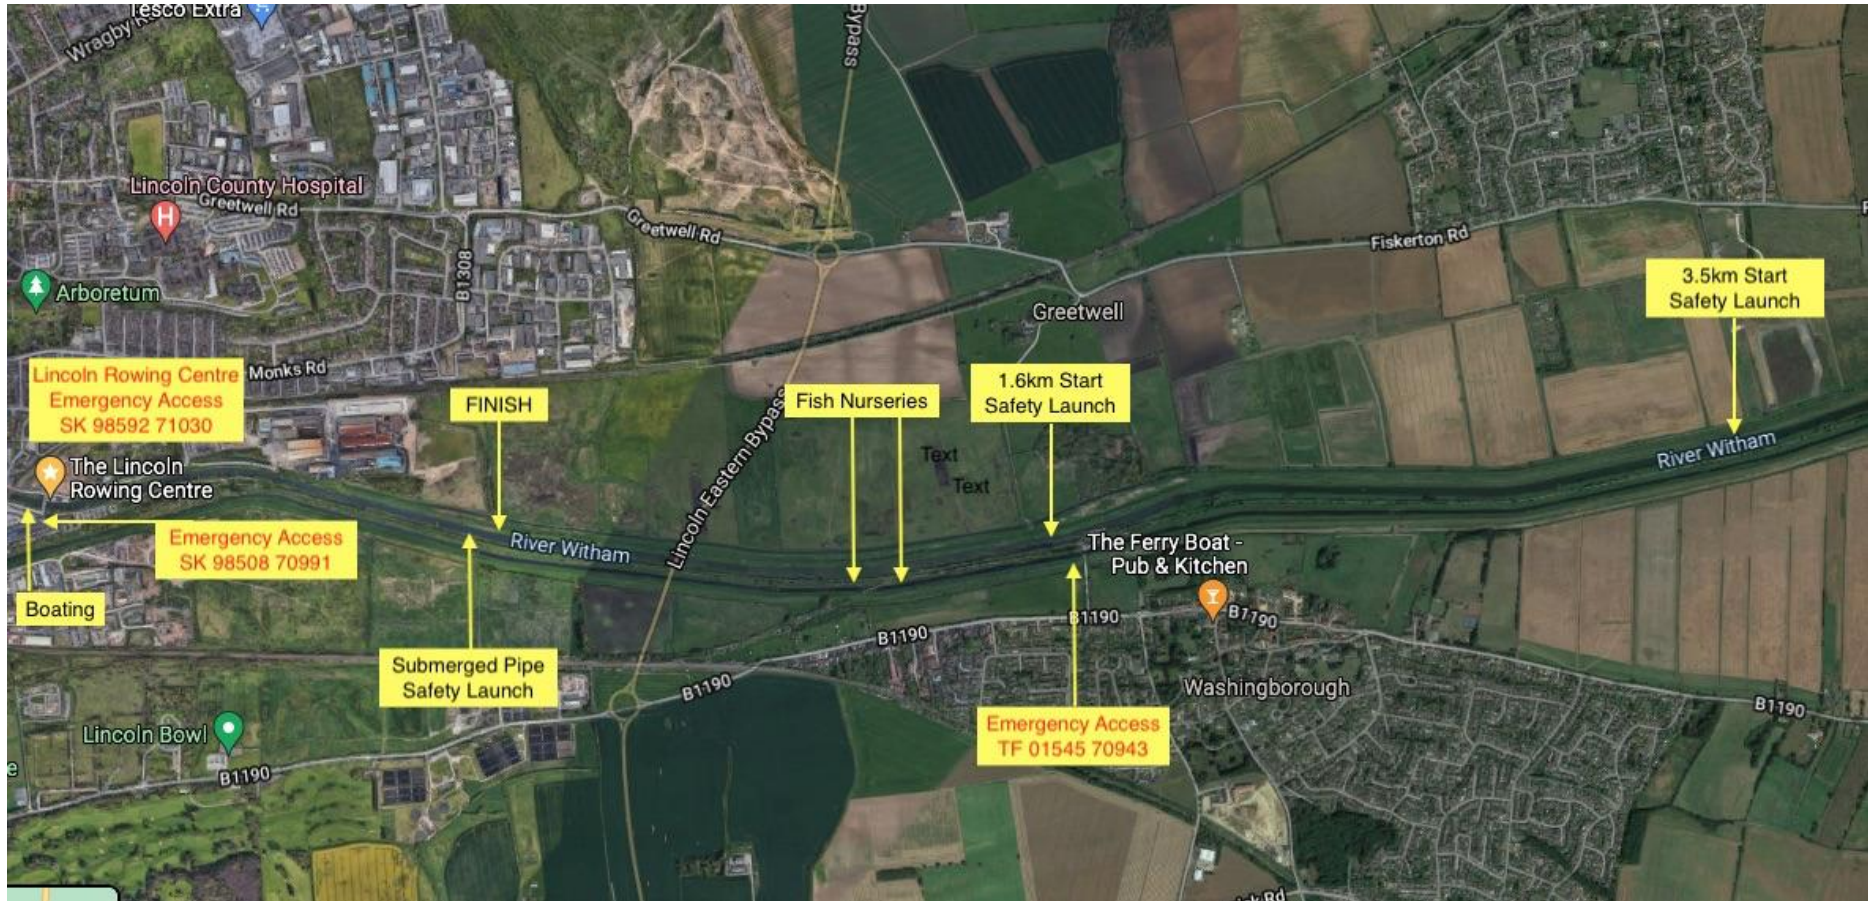 Tesco Extra
Wragby R
Bypass
Lincoln County Hospital
Greetwell Rd
Greetwell Rd
Fiskerton Rd
B1308
Arboretum
3.5km Start
Safety Launch
Greetwell
Monks Rd
Lincoln Rowing Centre
Emergency Access
SK 98592 71030
FINISH
Fish Nurseries
1.6km Start
Safety Launch
Lincoln Eastern Bypass
Text
Text
River Witham
The Lincoln
Rowing Centre
Emergency Access
SK 98508 70991
River Witham
The Ferry Boat -
Pub & Kitchen
Boating
B1190
B1190
B1190
Submerged Pipe
Safety Launch
B1190
Washingborough
B1190
Emergency Access
TF 01545 70943
Lincoln Bowl
e
B1190
Rd